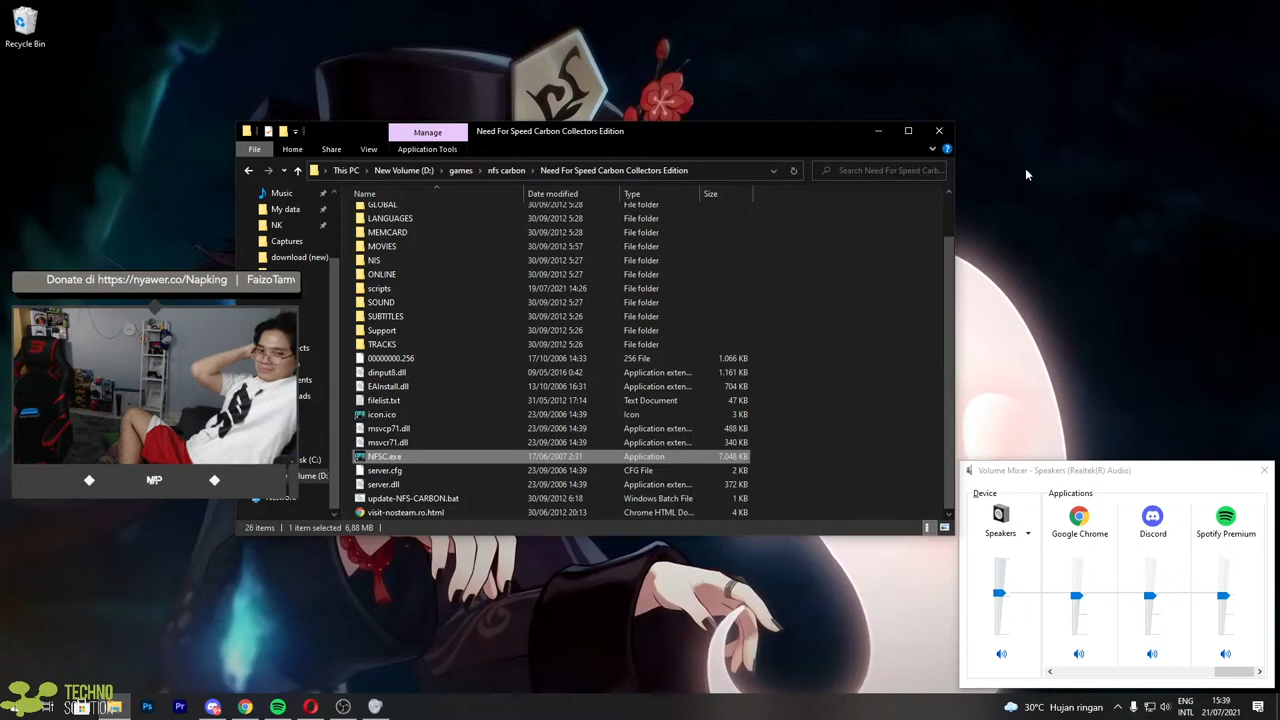 Recycle Bin
Manage
Need For Speed Carbon Collectors Edition
File
Home
Share
View
Application Tools
This PC
New Volume (D:)
games
nfs carbon
Need For Speed Carbon Collectors Edition
Search Need For Speed Carb...
Name
Date modified
Type
Size
Music
My data
NK
Captures
download (new)
GLOBAL 30/09/2012 5:28 File folder
LANGUAGES 30/09/2012 5:28 File folder
MEMCARD 30/09/2012 5:28 File folder
MOVIES 30/09/2012 5:57 File folder
NIS 30/09/2012 5:27 File folder
ONLINE 30/09/2012 5:27 File folder
scripts 19/07/2021 14:26 File folder
SOUND 30/09/2012 5:26 File folder
SUBTITLES 30/09/2012 5:26 File folder
Support 30/09/2012 5:26 File folder
TRACKS 30/09/2012 5:26 File folder
00000000.256 17/10/2006 14:33 256 File 1.066 KB
dinput8.dll 09/05/2016 0:42 Application exten... 1.161 KB
EAInstall.dll 13/10/2006 16:31 Application exten... 704 KB
filelist.txt 31/05/2012 17:14 Text Document 47 KB
icon.ico 23/09/2006 14:39 Icon 3 KB
msvcp71.dll 23/09/2006 14:39 Application exten... 488 KB
msvcr71.dll 23/09/2006 14:39 Application exten... 340 KB
NFSC.exe 17/06/2007 2:31 Application 7.048 KB
server.cfg 23/09/2006 14:39 CFG File 2 KB
server.dll 23/09/2006 14:39 Application exten... 372 KB
update-NFS-CARBON.bat 30/09/2012 6:18 Windows Batch File 1 KB
visit-nosteam.ro.html 30/06/2012 20:13 Chrome HTML Do... 4 KB
26 items
1 item selected 6,88 MB
Donate di https://nyawer.co/Napking | FaizoTam
MP
Volume Mixer - Speakers (Realtek(R) Audio)
Device
Applications
Speakers
Google Chrome
Discord
Spotify Premium
TECHNO
SOLUTION
Ps
Pr
30°C Hujan ringan
ENG
INTL
15:39
21/07/2021